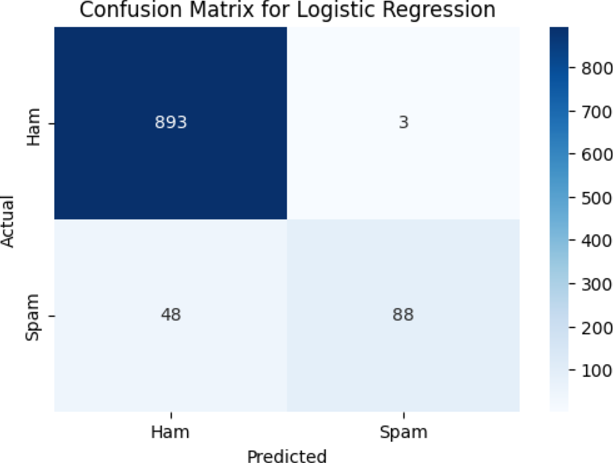 Confusion Matrix for Logistic Regression
Actual
Ham
893
3
Spam
48
88
Ham
Spam
Predicted
800
700
600
500
400
300
200
100